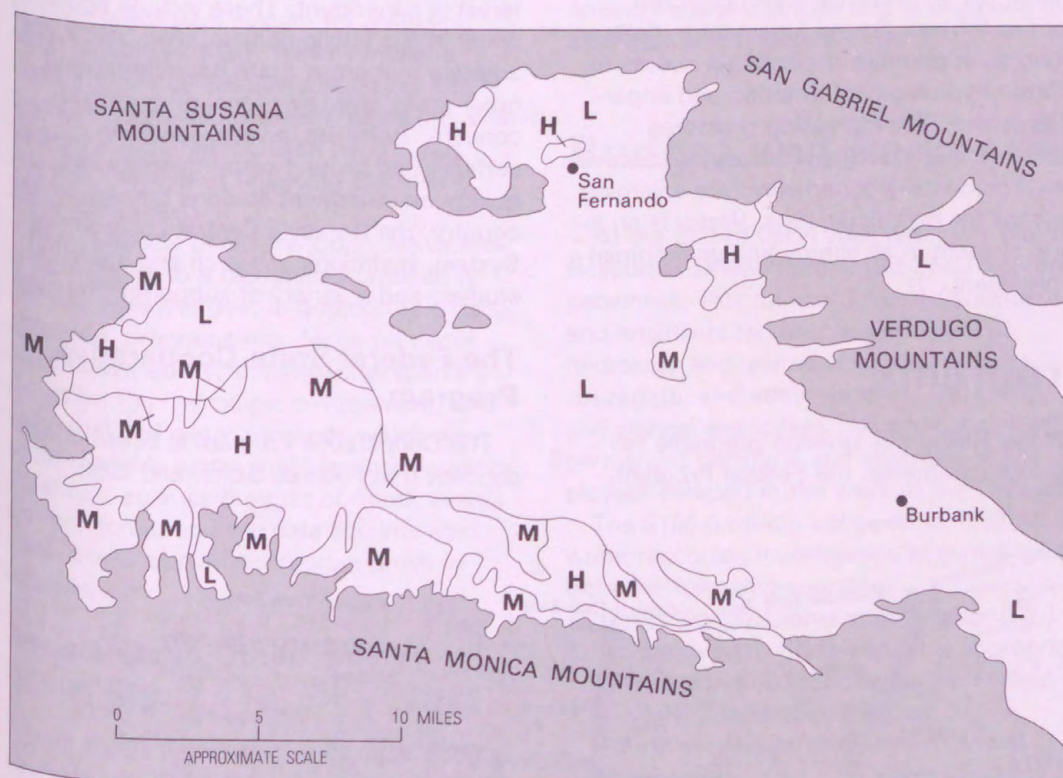 SAN GABRIEL MOUNTAINS
SANTA SUSANA
MOUNTAINS
L
H
H
San
Fernando
H
L
M
L
VERDUGO
MOUNTAINS
M
H
M
M
M
L
M
H
M
Burbank
M
M
M
M
M
H
L
M
M
M
L
SANTA MONICA MOUNTAINS
0
5
10 MILES
APPROXIMATE SCALE